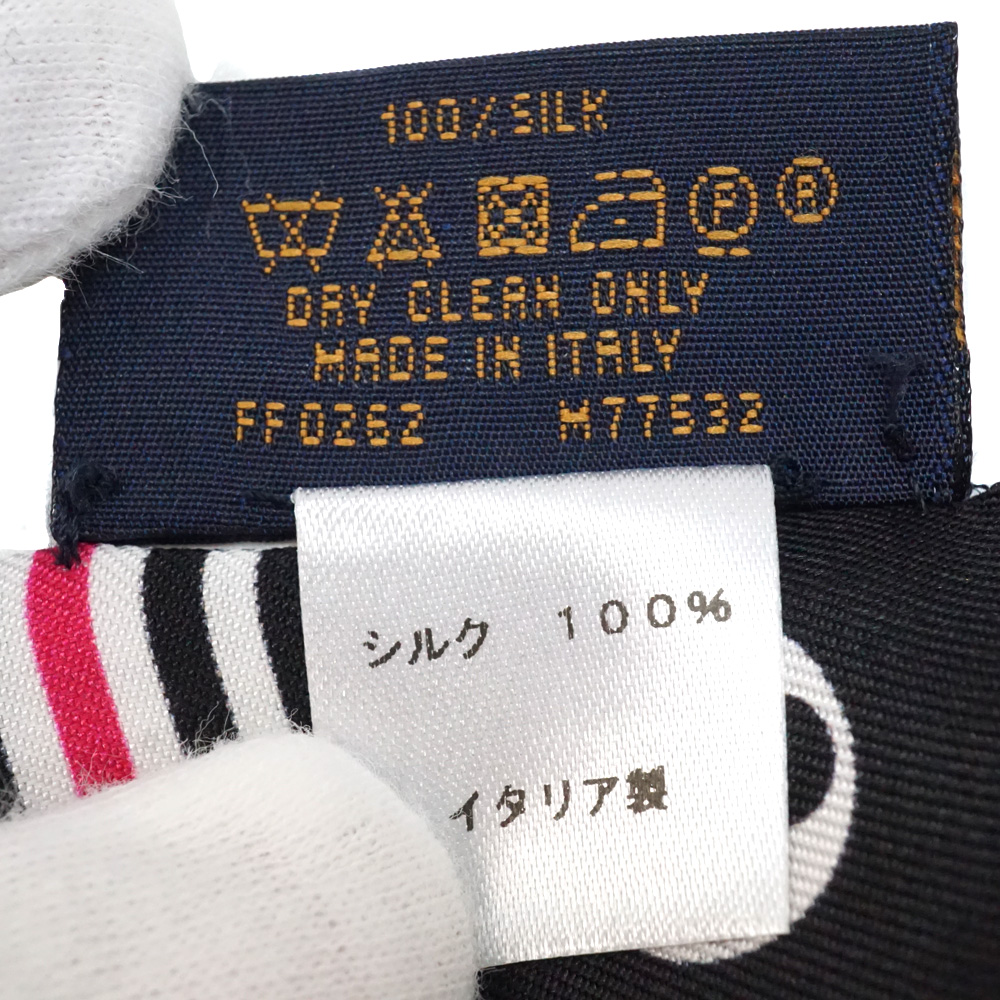 100% SILK
P R
DRY CLEAN ONLY
MADE IN ITALY
FF0262 M77532
シルク 100%
イタリア製